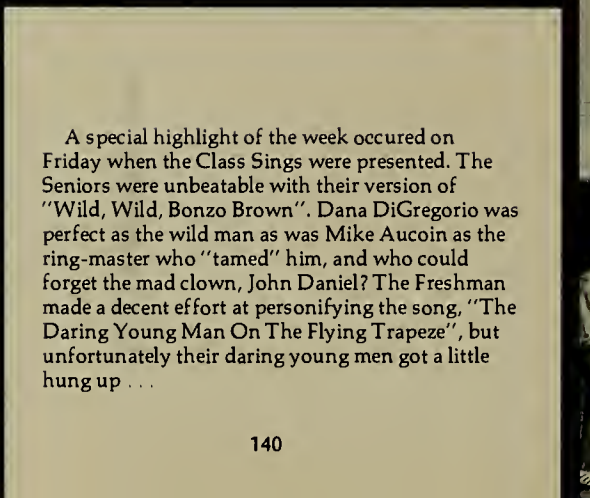 A special highlight of the week occured on
Friday when the Class Sings were presented. The
Seniors were unbeatable with their version of
"Wild, Wild, Bonzo Brown". Dana DiGregorio was
perfect as the wild man as was Mike Aucoin as the
ring-master who "tamed" him, and who could
forget the mad clown, John Daniel? The Freshman
made a decent effort at personifying the song, "The
Daring Young Man On The Flying Trapeze", but
unfortunately their daring young men got a little
hung up . . .
140